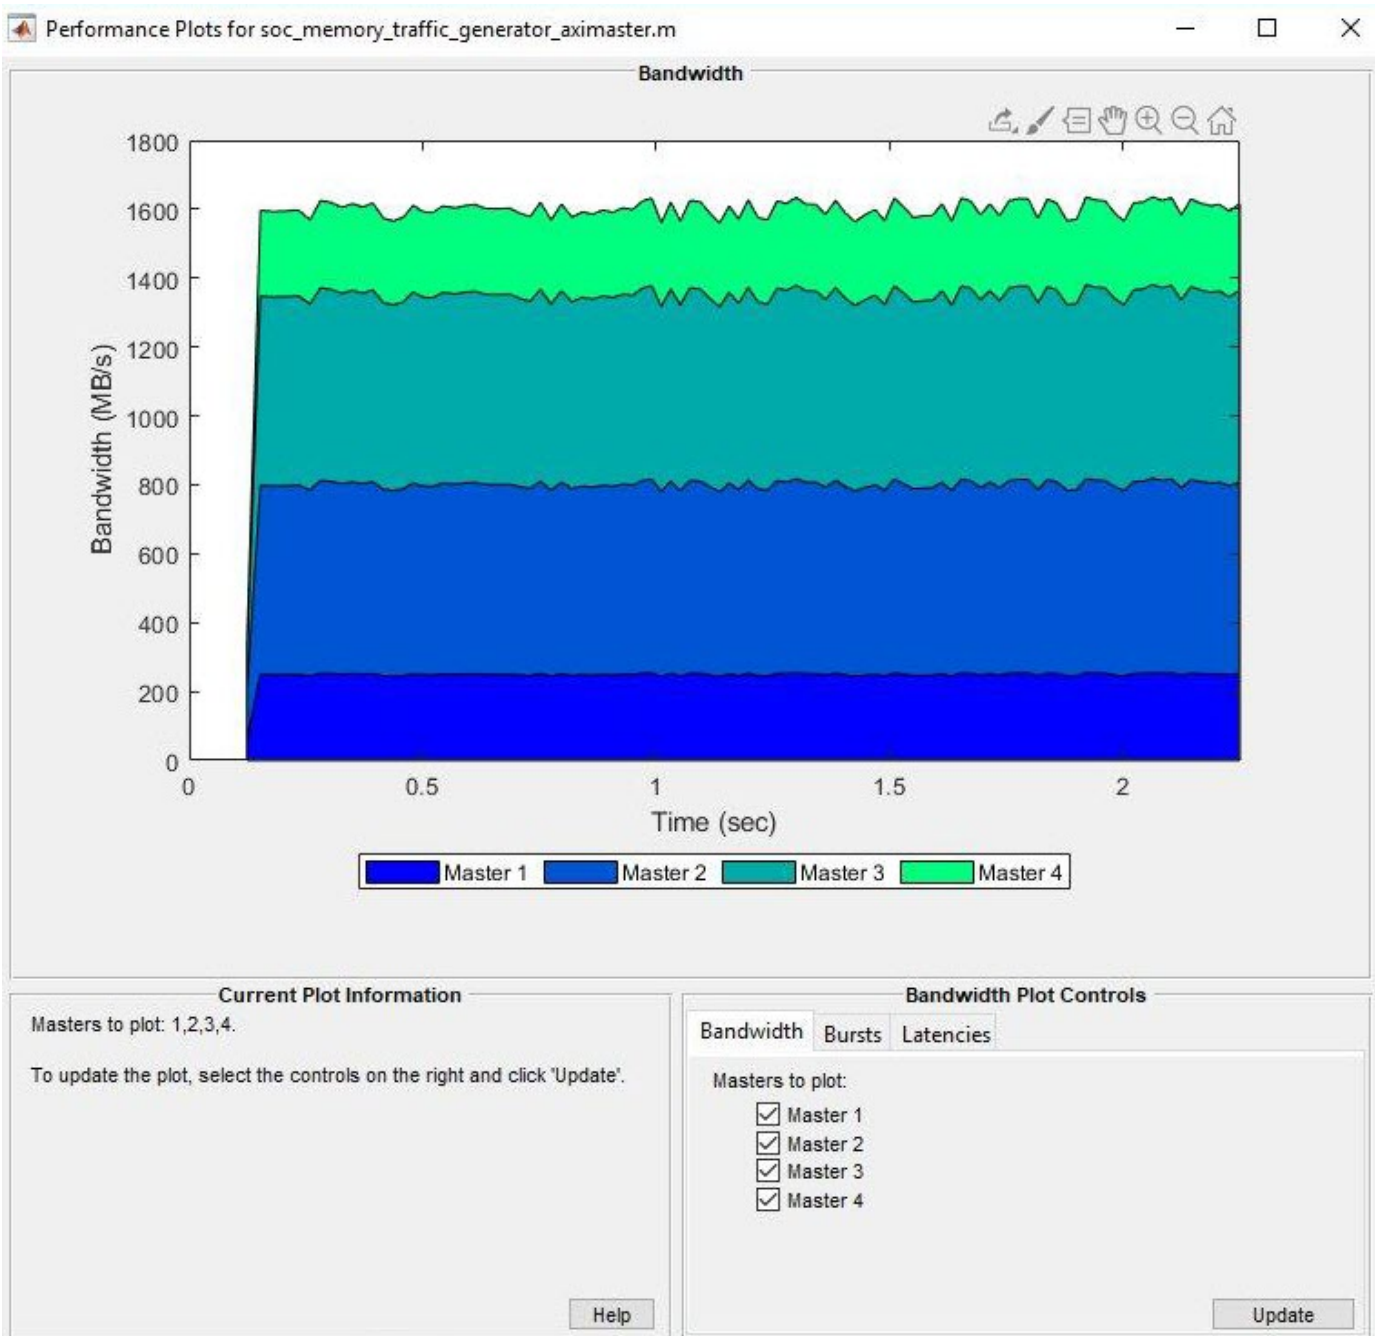 Performance Plots for soc_memory_traffic_generator_aximaster.m
Bandwidth
1800
1600
1400
1200
1000
800
600
400
200
0
Bandwidth (MB/s)
0 0.5 1 1.5 2
Time (sec)
Master 1 Master 2 Master 3 Master 4
Current Plot Information
Masters to plot: 1,2,3,4.
To update the plot, select the controls on the right and click 'Update'.
Help
Bandwidth Plot Controls
Bandwidth Bursts Latencies
Masters to plot:
Master 1
Master 2
Master 3
Master 4
Update